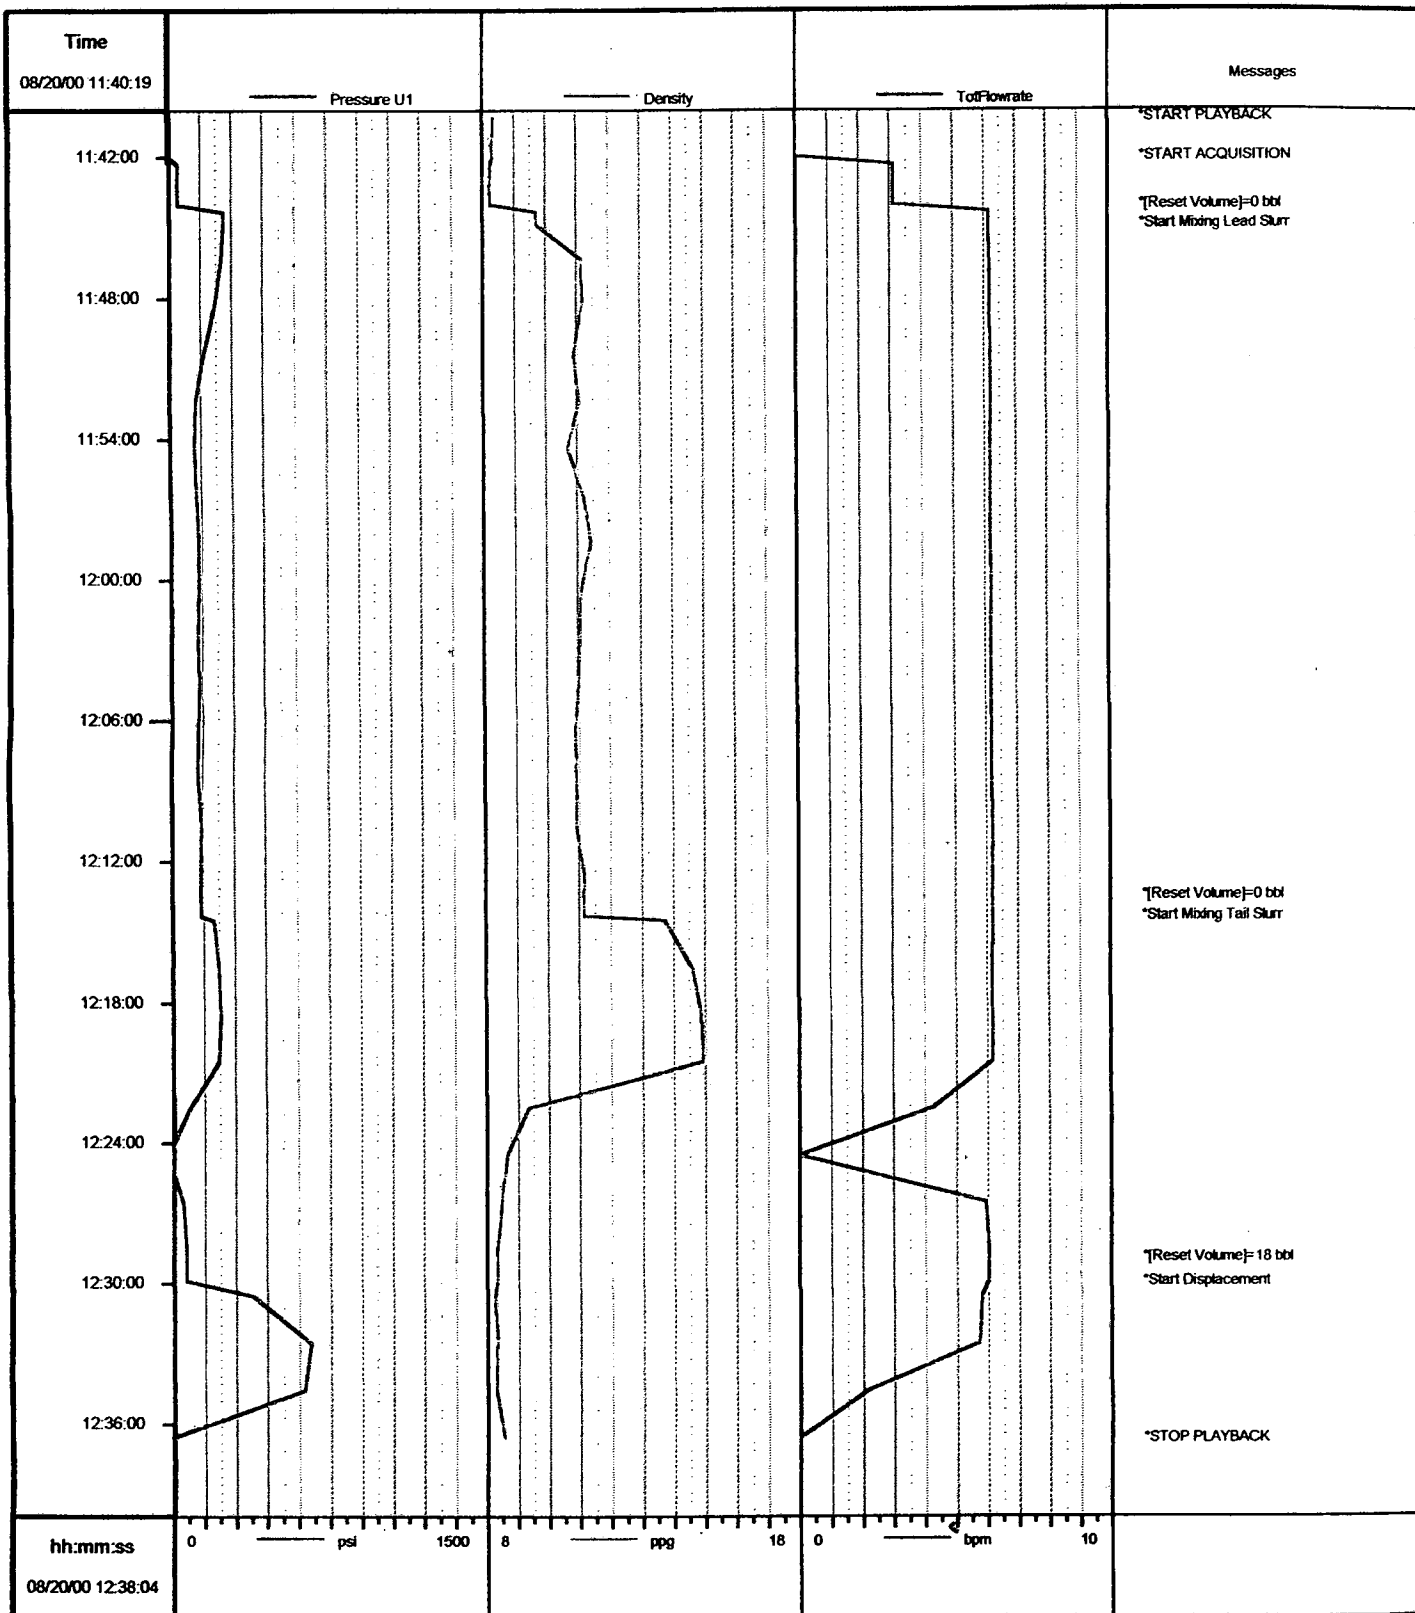 Time
08/20/00 11:40:19
Pressure U1
Density
TotFlowrate
Messages
*START PLAYBACK
11:42:00
*START ACQUISITION
*[Reset Volume]=0 bbl
*Start Mixing Lead Slurr
11:48:00
11:54:00
12:00:00
12:06:00
12:12:00
*[Reset Volume]=0 bbl
*Start Mixing Tail Slurr
12:18:00
12:24:00
*[Reset Volume]=18 bbl
12:30:00
*Start Displacement
12:36:00
*STOP PLAYBACK
hh:mm:ss
0 psi 1500
8 ppg 18
0 bpm 10
08/20/00 12:38:04